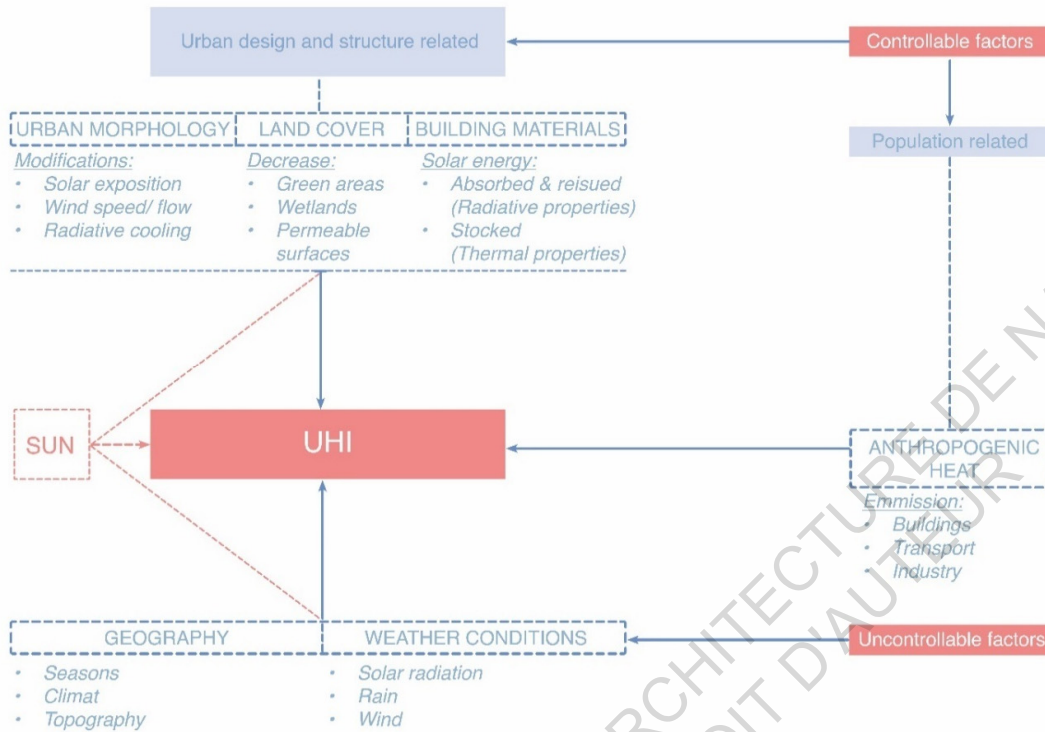 Urban design and structure related
Controllable factors
URBAN MORPHOLOGY
LAND COVER
BUILDING MATERIALS
Population related
Modifications:
• Solar exposition
• Wind speed/ flow
• Radiative cooling
Decrease:
• Green areas
• Wetlands
• Permeable
surfaces
Solar energy:
• Absorbed & reisued
(Radiative properties)
• Stocked
(Thermal properties)
SUN
UHI
ANTHROPOGENIC
HEAT
Emmission:
• Buildings
• Transport
• Industry
GEOGRAPHY
WEATHER CONDITIONS
Uncontrollable factors
• Seasons
• Climat
• Topography
• Solar radiation
• Rain
• Wind
ARCHITECTURE DE
D'AUTEUR